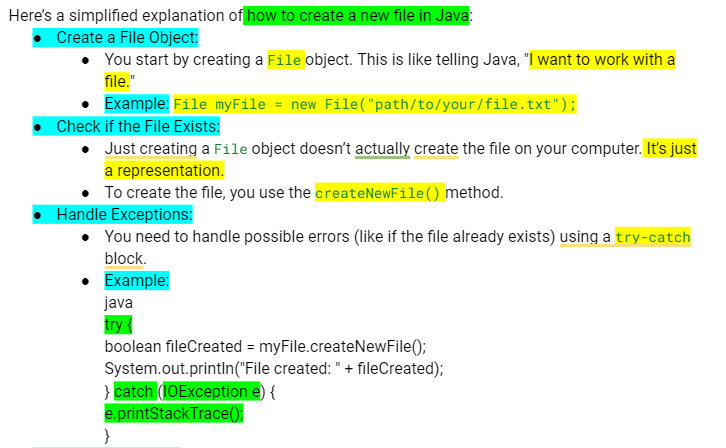 Here's a simplified explanation of how to create a new file in Java:
● Create a File Object:
● You start by creating a File object. This is like telling Java, "I want to work with a
file."
● Example: File myFile = new File("path/to/your/file.txt");
● Check if the File Exists:
● Just creating a File object doesn't actually create the file on your computer. It's just
a representation.
● To create the file, you use the createNewFile() method.
● Handle Exceptions:
● You need to handle possible errors (like if the file already exists) using a try-catch
block.
● Example:
java
try {
boolean fileCreated = myFile.createNewFile();
System.out.println("File created: " + fileCreated);
} catch (IOException e) {
e.printStackTrace();
}